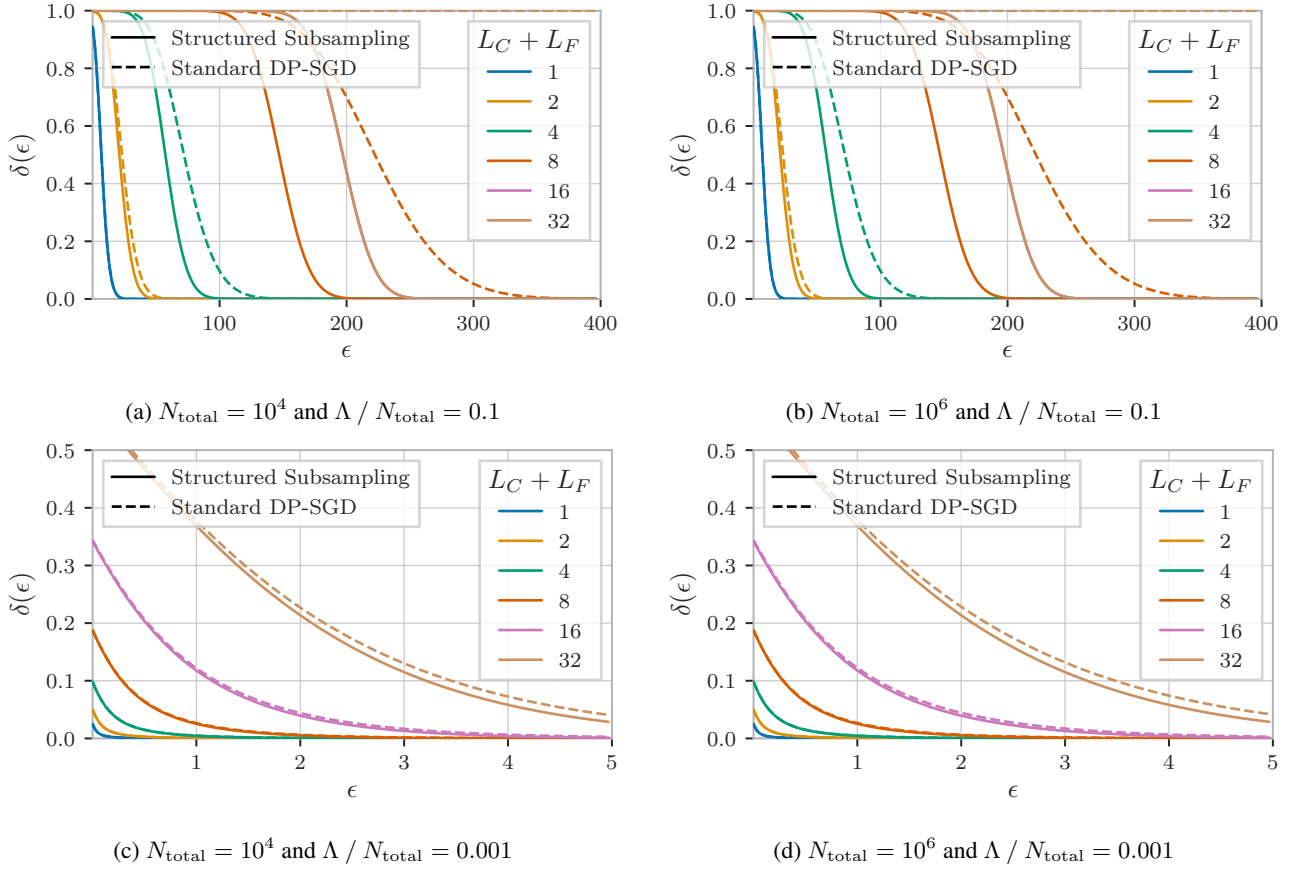 1.0
0.8
0.6
0.4
0.2
0.0
δ(ϵ)
Structured Subsampling
Standard DP-SGD
L_C + L_F
1
2
4
8
16
32
100
200
300
400
ϵ
(a) N_total = 10^4 and Λ / N_total = 0.1
1.0
0.8
0.6
0.4
0.2
0.0
δ(ϵ)
Structured Subsampling
Standard DP-SGD
L_C + L_F
1
2
4
8
16
32
100
200
300
400
ϵ
(b) N_total = 10^6 and Λ / N_total = 0.1
0.5
0.4
0.3
0.2
0.1
0.0
δ(ϵ)
Structured Subsampling
Standard DP-SGD
L_C + L_F
1
2
4
8
16
32
1
2
3
4
5
ϵ
(c) N_total = 10^4 and Λ / N_total = 0.001
0.5
0.4
0.3
0.2
0.1
0.0
δ(ϵ)
Structured Subsampling
Standard DP-SGD
L_C + L_F
1
2
4
8
16
32
1
2
3
4
5
ϵ
(d) N_total = 10^6 and Λ / N_total = 0.001